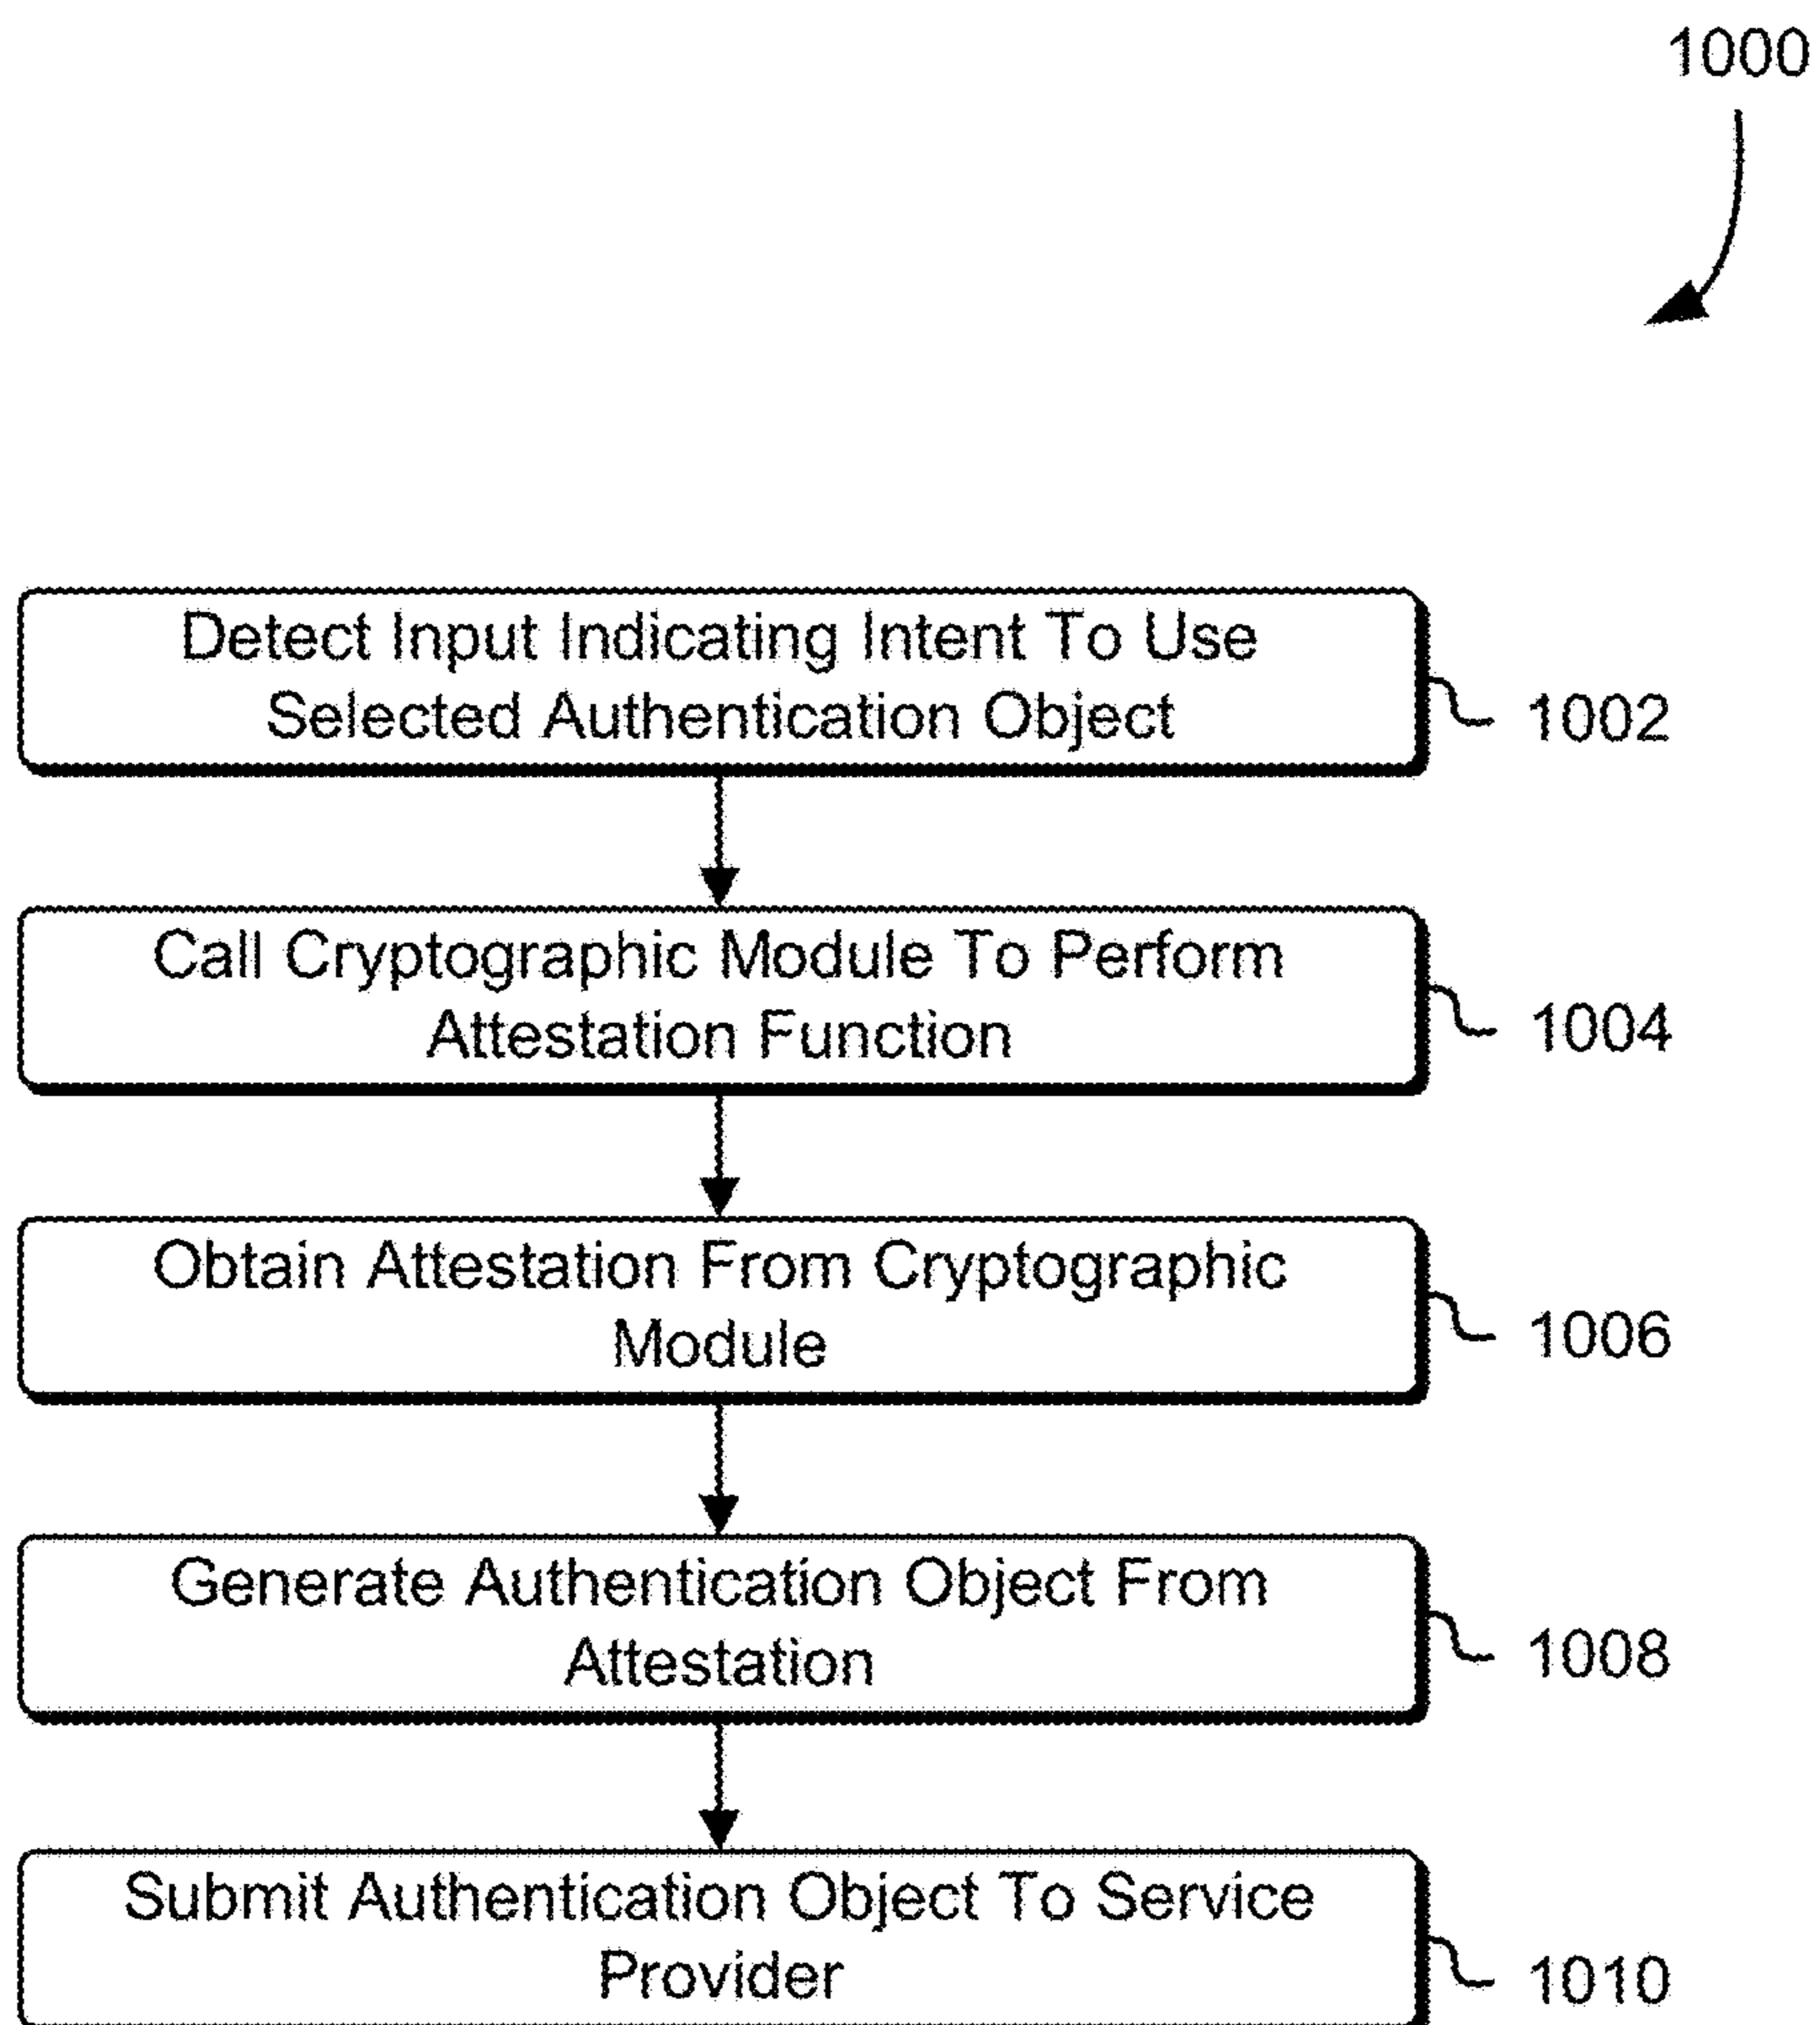 1000
Detect Input Indicating Intent To Use
Selected Authentication Object
1002
Call Cryptographic Module To Perform
Attestation Function
1004
Obtain Attestation From Cryptographic
Module
1006
Generate Authentication Object From
Attestation
1008
Submit Authentication Object To Service
Provider
1010